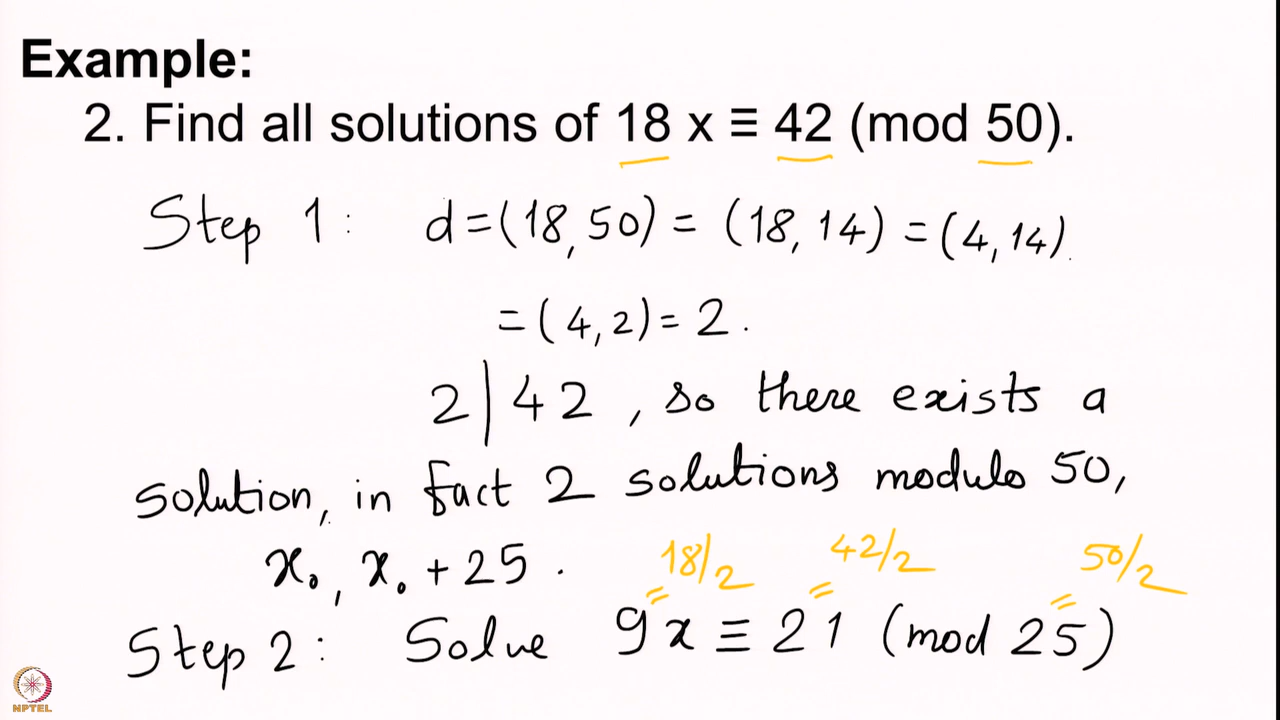 Example:
2. Find all solutions of 18 x ≡ 42 (mod 50).
Step 1: d=(18,50) = (18,14) =(4,14).
=(4,2)=2.
2|42, so there exists a
solution, in fact 2 solutions modulo 50,
x₀, x₀+25.
18/2 42/2 50/2
= = =
Step 2: Solve 9x ≡ 21 (mod 25)
NPTEL